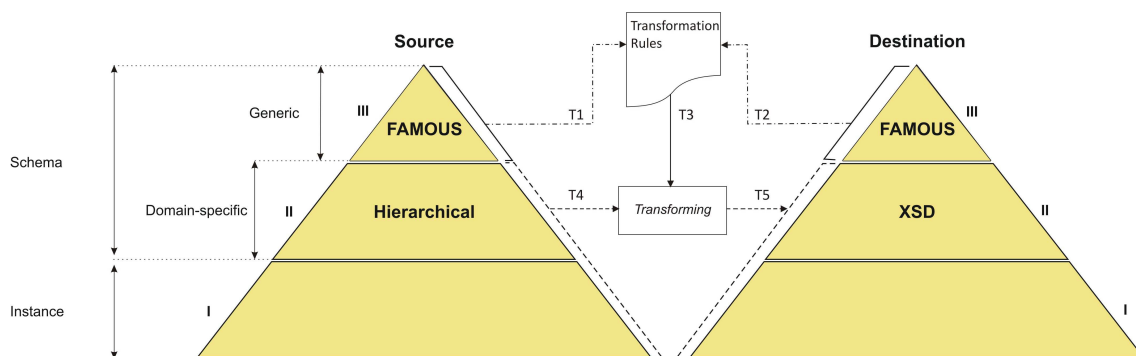 Source
Transformation
Rules
Destination
Generic
III
FAMOUS
T1
T3
T2
FAMOUS
III
Schema
Domain-specific
II
Hierarchical
T4
Transforming
T5
XSD
II
Instance
I
I